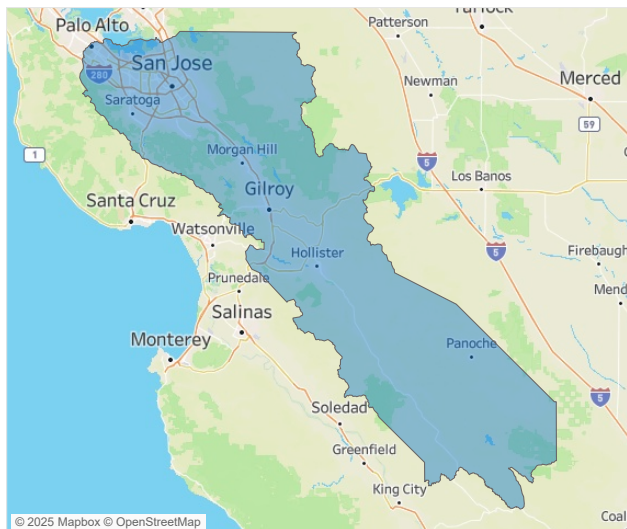 Patterson
Palo Alto
280
San Jose
Newman
Merced
Saratoga
59
1
Morgan Hill
5
Los Banos
Gilroy
Santa Cruz
Watsonville
Hollister
5
Firebaugh
Prunedale
Mend
Salinas
Monterey
Panoche
5
Soledad
Greenfield
King City
Coal
© 2025 Mapbox © OpenStreetMap